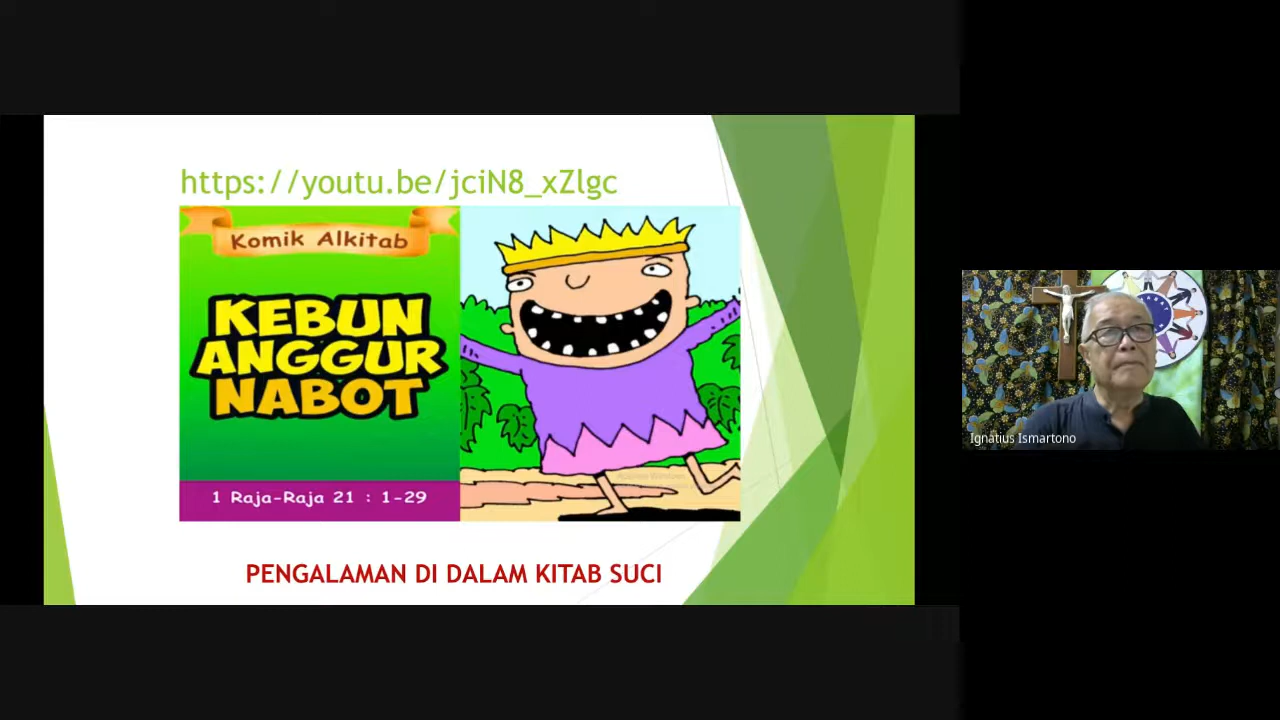 https://youtu.be/jciN8_xZlgc
Komik Alkitab
KEBUN
ANGGUR
NABOT
1 Raja-Raja 21 : 1-29
PENGALAMAN DI DALAM KITAB SUCI
Ignatius Ismartono